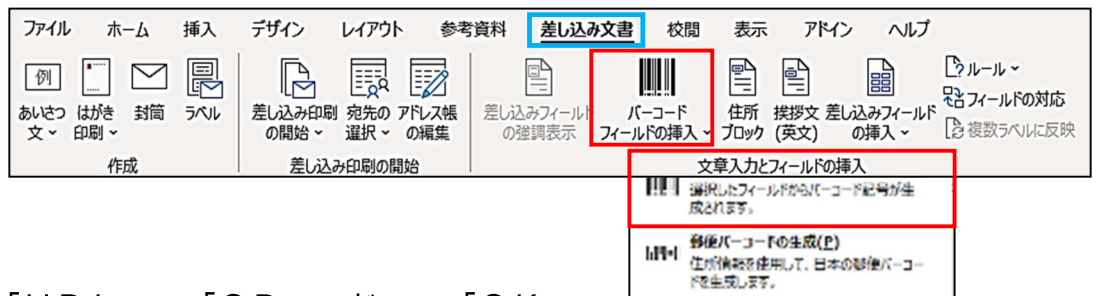 ファイル ホーム 挿入 デザイン レイアウト 参考資料 差し込み文書 校閲 表示 アドイン ヘルプ
例
あいさつ文 はがき印刷 封筒 ラベル
差し込み印刷の開始 宛先の選択 アドレス帳の編集
差し込みフィールドの強調表示 バーコードフィールドの挿入 住所ブロック 挨拶文(英文) 差し込みフィールドの挿入
ルール
フィールドの対応
複数ラベルに反映
作成 差し込み印刷の開始 文章入力とフィールドの挿入
選択したフィールドからバーコード記号が生
成されます。
郵便バーコードの生成(P)
住所情報を使用して、日本の郵便バーコー
ドを生成します。